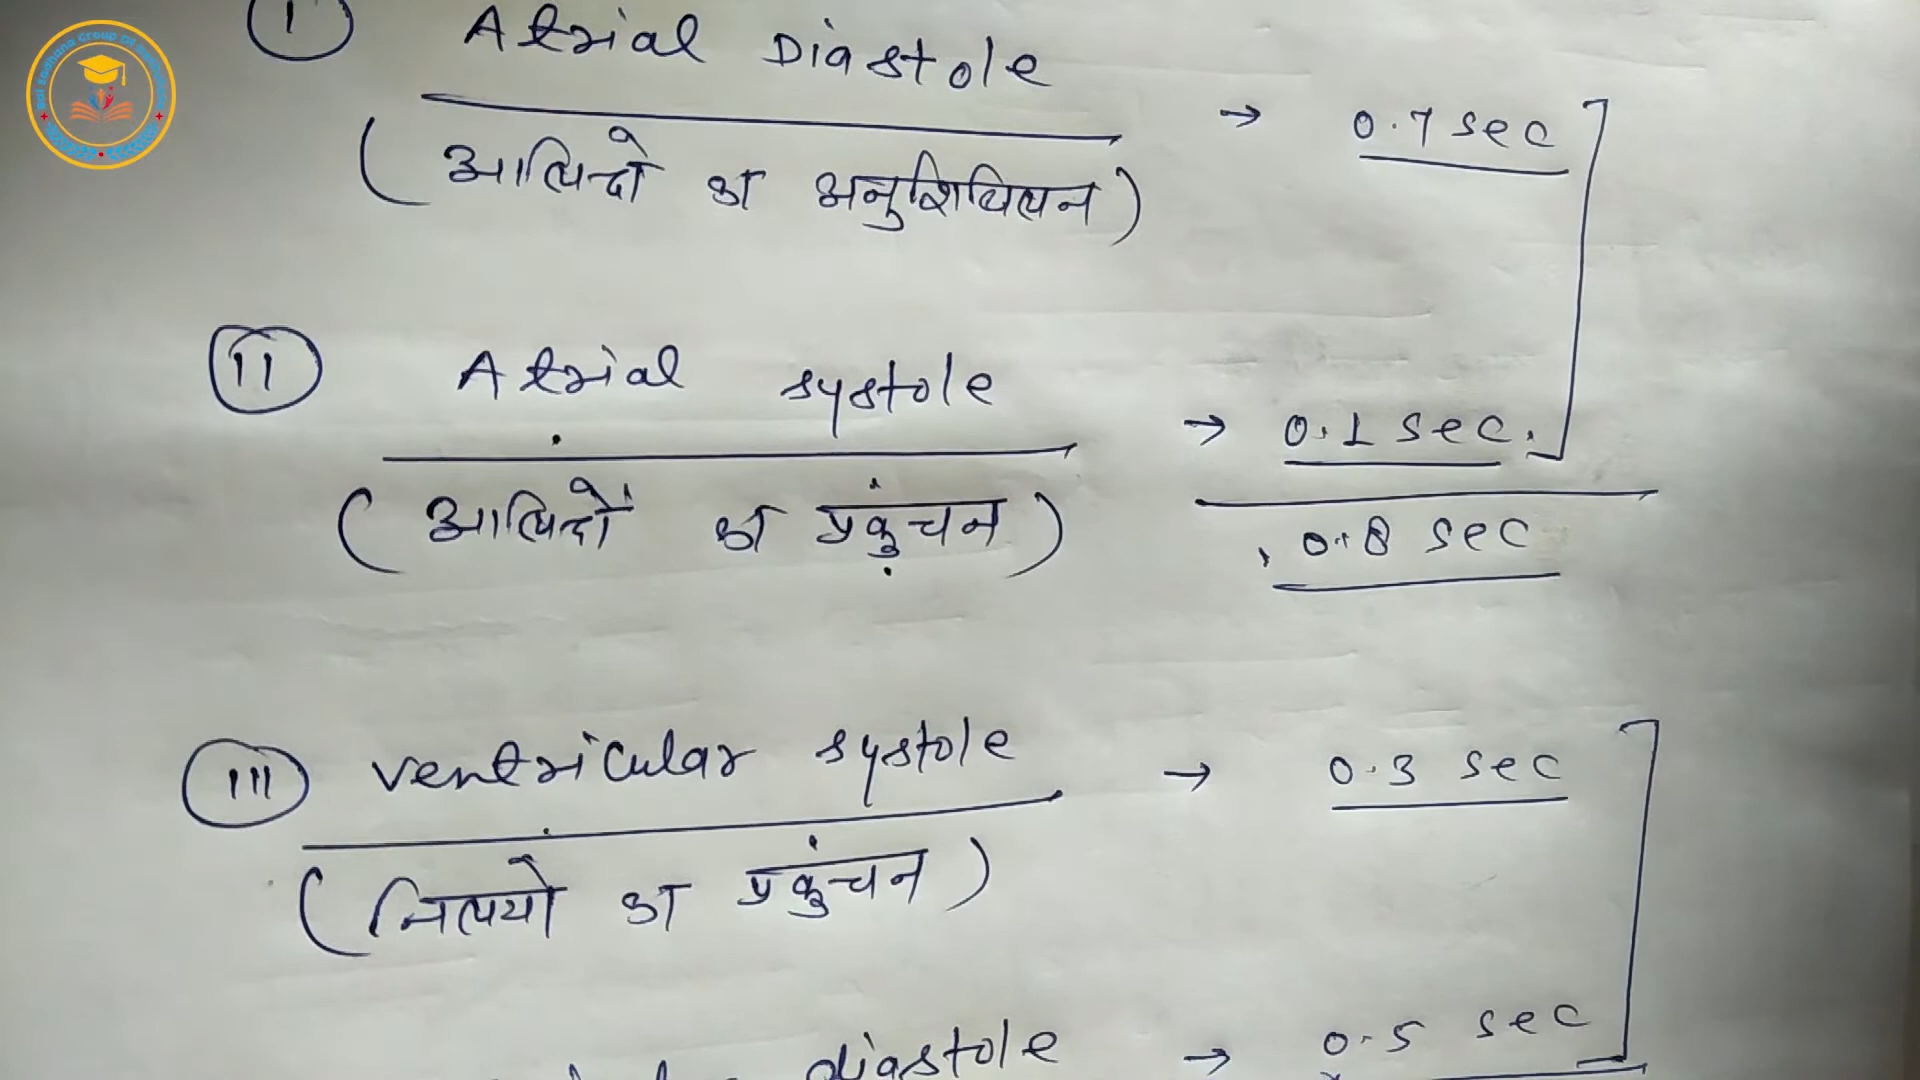 I Atrial Diastole → 0.7 sec
(आलिन्दो का अनुशिथिलन)
II Atrial systole → 0.1 sec.
(आलिन्दों का प्रकुंचन) 0.8 sec
III ventricular systole → 0.3 sec
(निलयो का प्रकुंचन)
diastole → 0.5 sec